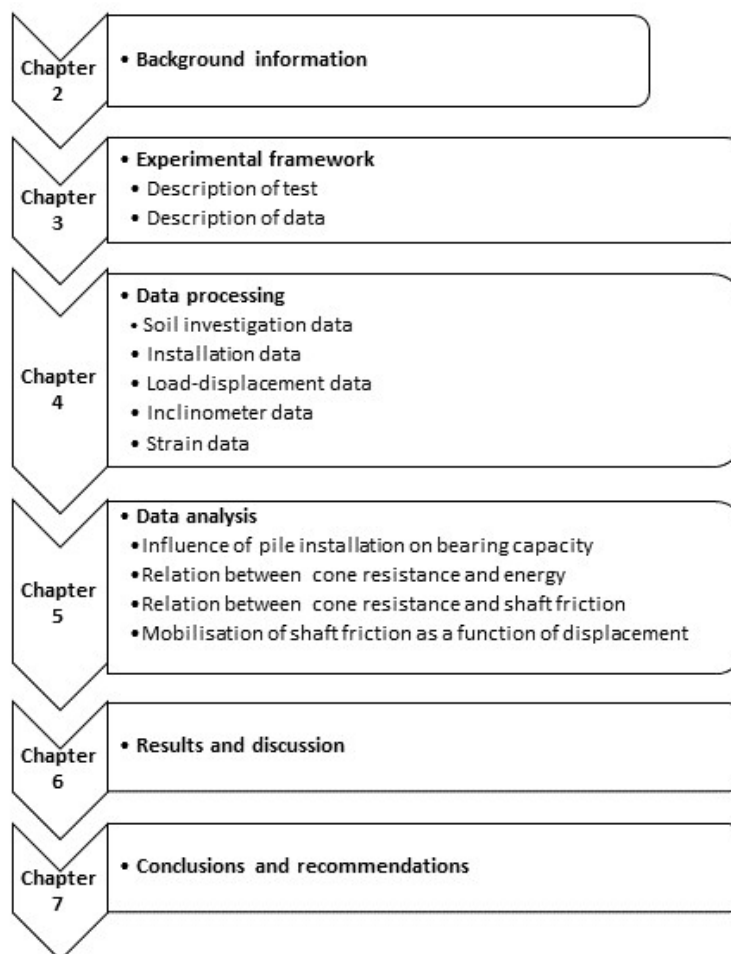 Chapter
2
• Background information
Chapter
3
• Experimental framework
• Description of test
• Description of data
Chapter
4
• Data processing
• Soil investigation data
• Installation data
• Load-displacement data
• Inclinometer data
• Strain data
Chapter
5
• Data analysis
•Influence of pile installation on bearing capacity
•Relation between cone resistance and energy
•Relation between cone resistance and shaft friction
•Mobilisation of shaft friction as a function of displacement
Chapter
6
• Results and discussion
Chapter
7
• Conclusions and recommendations